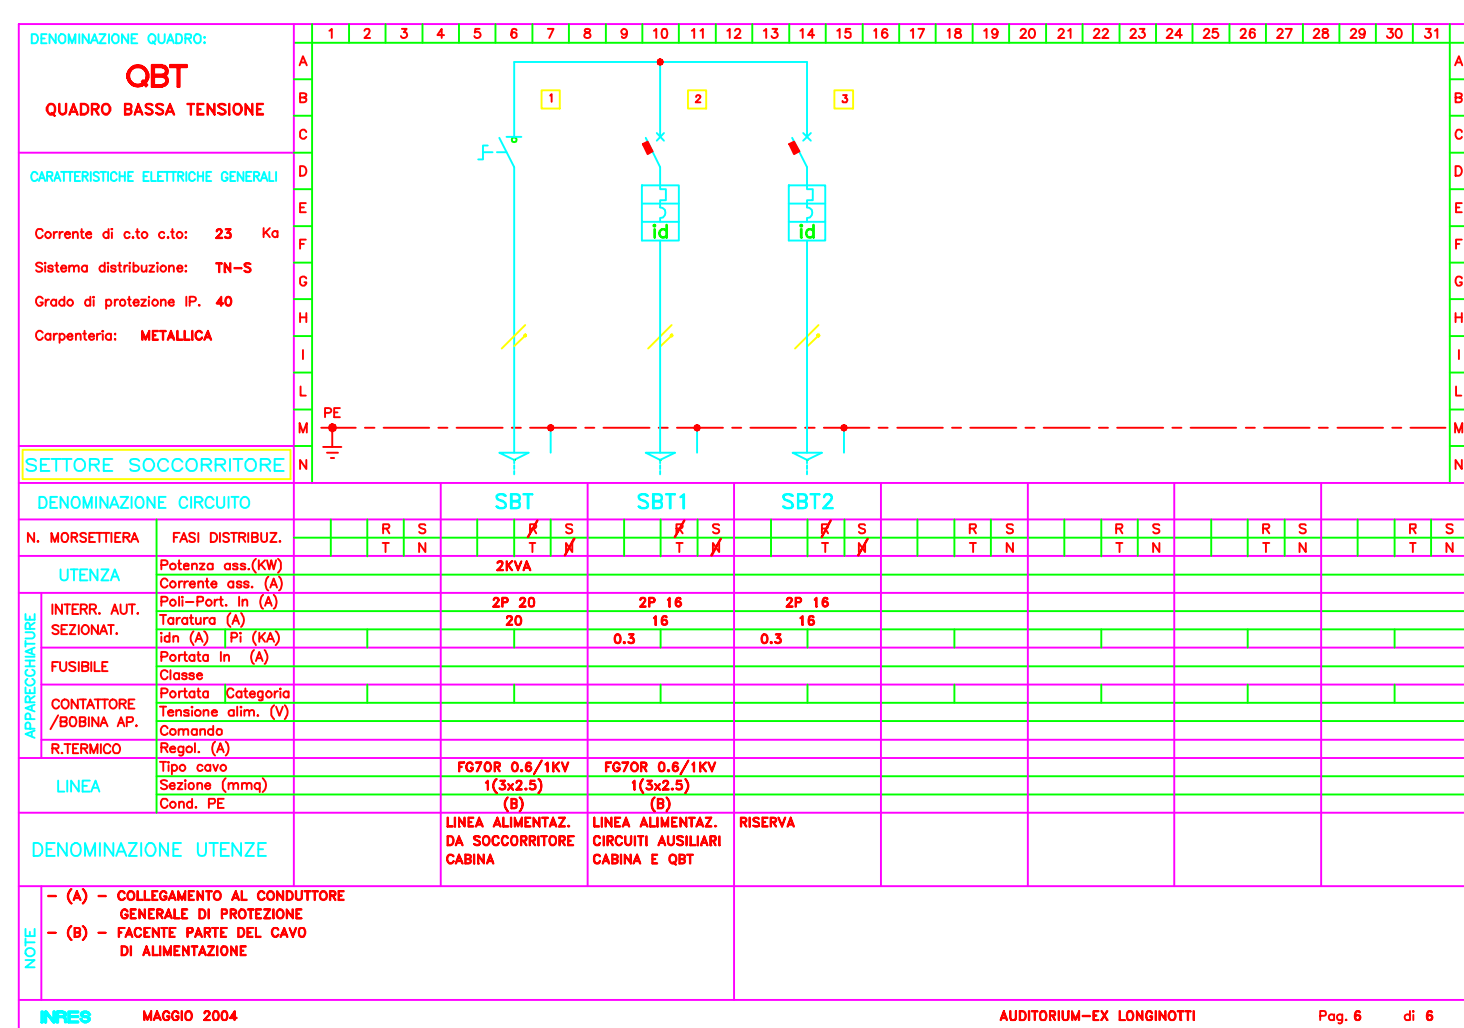 DENOMINAZIONE QUADRO:
QBT
QUADRO BASSA TENSIONE
CARATTERISTICHE ELETTRICHE GENERALI
Corrente di c.to c.to: 23 Ka
Sistema distribuzione: TN-S
Grado di protezione IP. 40
Carpenteria: METALLICA
SETTORE SOCCORRITORE
1 2 3 4 5 6 7 8 9 10 11 12 13 14 15 16 17 18 19 20 21 22 23 24 25 26 27 28 29 30 31
A A
B 1 2 3 B
C C
D D
E E
F id id F
G G
H H
I I
L L
PE
M M
N N
DENOMINAZIONE CIRCUITO SBT SBT1 SBT2
N. MORSETTIERA FASI DISTRIBUZ.
R S R S R S R S R S R S R S R S
T N T N T N T N T N T N T N T N
UTENZA
Potenza ass.(KW) 2KVA
Corrente ass. (A)
APPARECCHIATURE
INTERR. AUT.
SEZIONAT.
Poli-Port. In (A) 2P 20 2P 16 2P 16
Taratura (A) 20 16 16
idn (A) Pi (KA) 0.3 0.3
FUSIBILE
Portata In (A)
Classe
CONTATTORE
/BOBINA AP.
Portata Categoria
Tensione alim. (V)
Comando
R.TERMICO Regol. (A)
LINEA
Tipo cavo FG7OR 0.6/1KV FG7OR 0.6/1KV
Sezione (mmq) 1(3x2.5) 1(3x2.5)
Cond. PE (B) (B)
DENOMINAZIONE UTENZE
LINEA ALIMENTAZ.
DA SOCCORRITORE
CABINA
LINEA ALIMENTAZ.
CIRCUITI AUSILIARI
CABINA E QBT
RISERVA
NOTE
- (A) - COLLEGAMENTO AL CONDUTTORE
GENERALE DI PROTEZIONE
- (B) - FACENTE PARTE DEL CAVO
DI ALIMENTAZIONE
INRES MAGGIO 2004 AUDITORIUM-EX LONGINOTTI Pag. 6 di 6